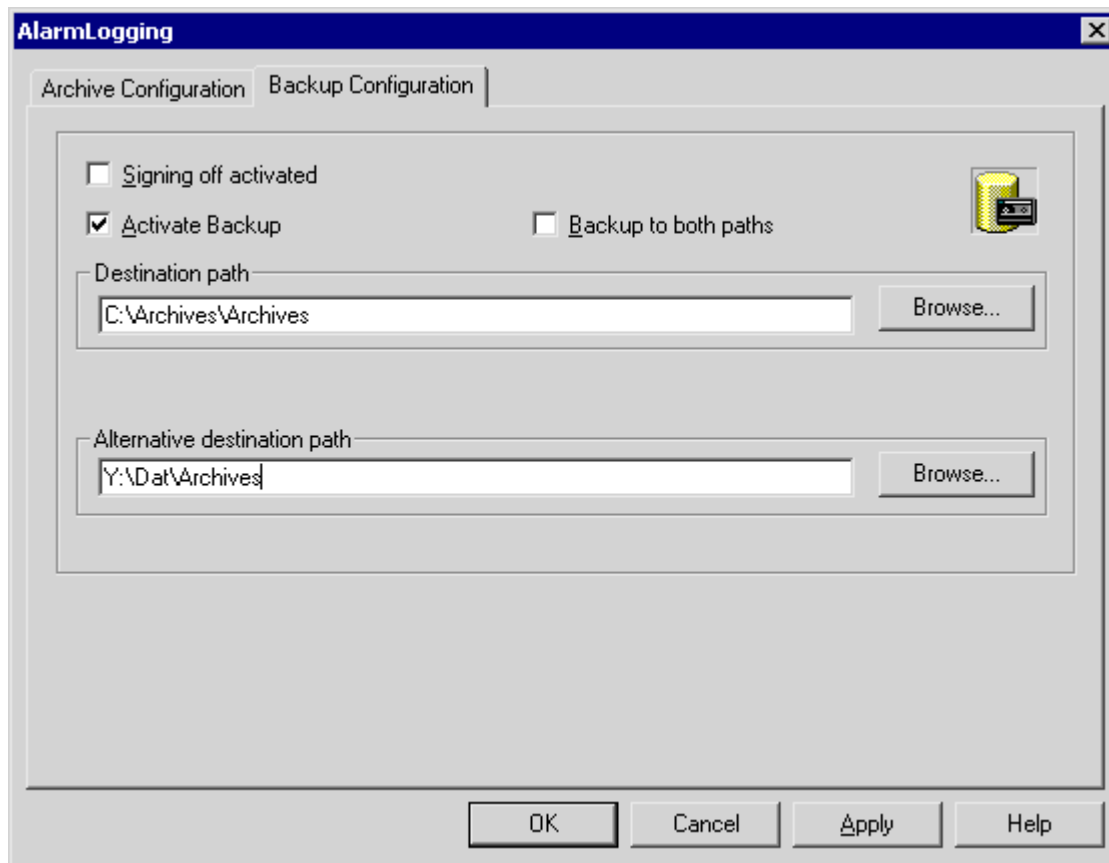 AlarmLogging
Archive Configuration Backup Configuration
Signing off activated
Activate Backup Backup to both paths
Destination path
C:\Archives\Archives Browse...
Alternative destination path
Y:\Dat\Archives Browse...
OK Cancel Apply Help